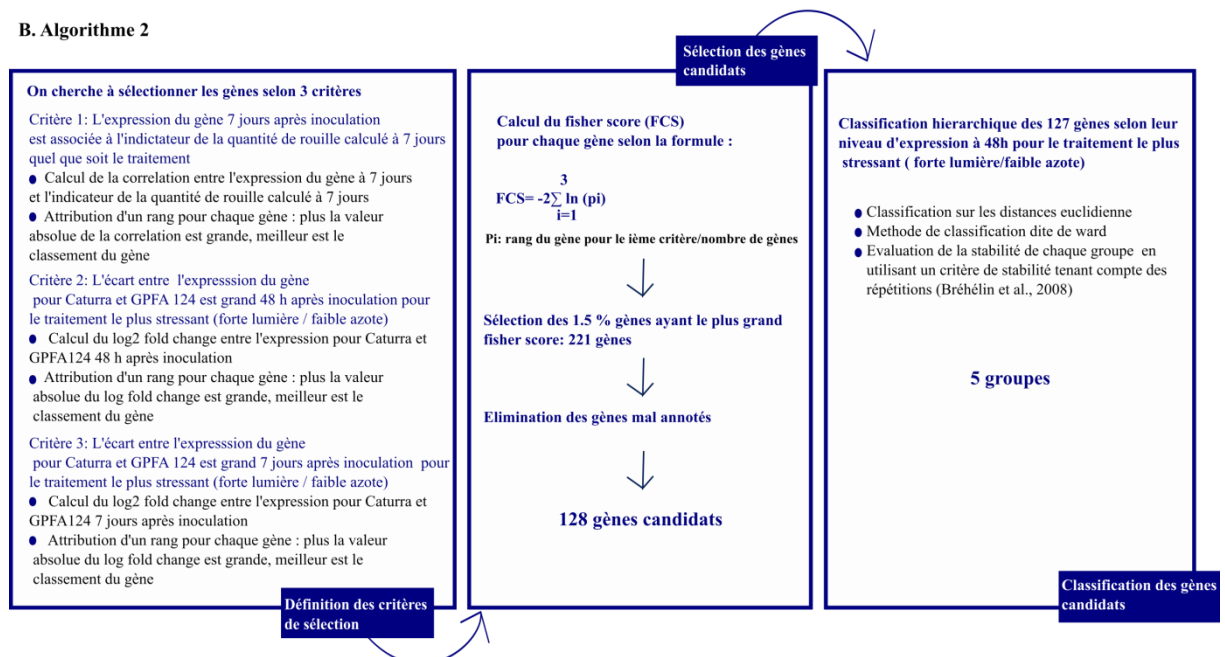 B. Algorithme 2
On cherche à sélectionner les gènes selon 3 critères
Critère 1: L'expression du gène 7 jours après inoculation
est associée à l'indictateur de la quantité de rouille calculé à 7 jours
quel que soit le traitement
● Calcul de la correlation entre l'expression du gène à 7 jours
et l'indicateur de la quantité de rouille calculé à 7 jours
● Attribution d'un rang pour chaque gène : plus la valeur
absolue de la correlation est grande, meilleur est le
classement du gène
Critère 2: L'écart entre l'expresssion du gène
pour Caturra et GPFA 124 est grand 48 h après inoculation pour
le traitement le plus stressant (forte lumière / faible azote)
● Calcul du log2 fold change entre l'expression pour Caturra et
GPFA124 48 h après inoculation
● Attribution d'un rang pour chaque gène : plus la valeur
absolue du log fold change est grande, meilleur est le
classement du gène
Critère 3: L'écart entre l'expresssion du gène
pour Caturra et GPFA 124 est grand 7 jours après inoculation pour
le traitement le plus stressant (forte lumière / faible azote)
● Calcul du log2 fold change entre l'expression pour Caturra et
GPFA124 7 jours après inoculation
● Attribution d'un rang pour chaque gène : plus la valeur
absolue du log fold change est grande, meilleur est le
classement du gène
Définition des critères
de sélection
Sélection des gènes
candidats
Calcul du fisher score (FCS)
pour chaque gène selon la formule :
3
FCS= -2∑ ln (pi)
i=1
Pi: rang du gène pour le ième critère/nombre de gènes
Sélection des 1.5 % gènes ayant le plus grand
fisher score: 221 gènes
Elimination des gènes mal annotés
128 gènes candidats
Classification hierarchique des 127 gènes selon leur
niveau d'expression à 48h pour le traitement le plus
stressant ( forte lumière/faible azote)
● Classification sur les distances euclidienne
● Methode de classification dite de ward
● Evaluation de la stabilité de chaque groupe en
utilisant un critère de stabilité tenant compte des
répétitions (Bréhélin et al., 2008)
5 groupes
Classification des gènes
candidats